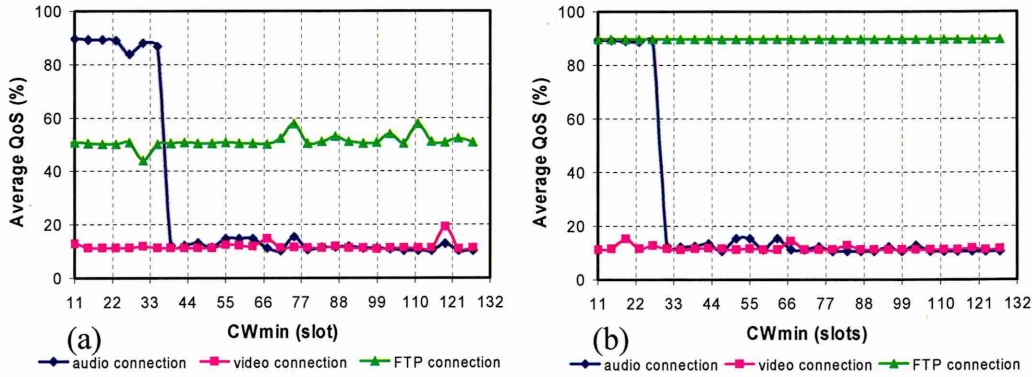 Average QoS (%)
100
80
60
40
20
0
11 22 33 44 55 66 77 88 99 110 121 132
CWmin (slot)
(a)
audio connection video connection FTP connection
Average QoS (%)
100
80
60
40
20
0
11 22 33 44 55 66 77 88 99 110 121 132
CWmin (slots)
(b)
audio connection video connection FTP connection